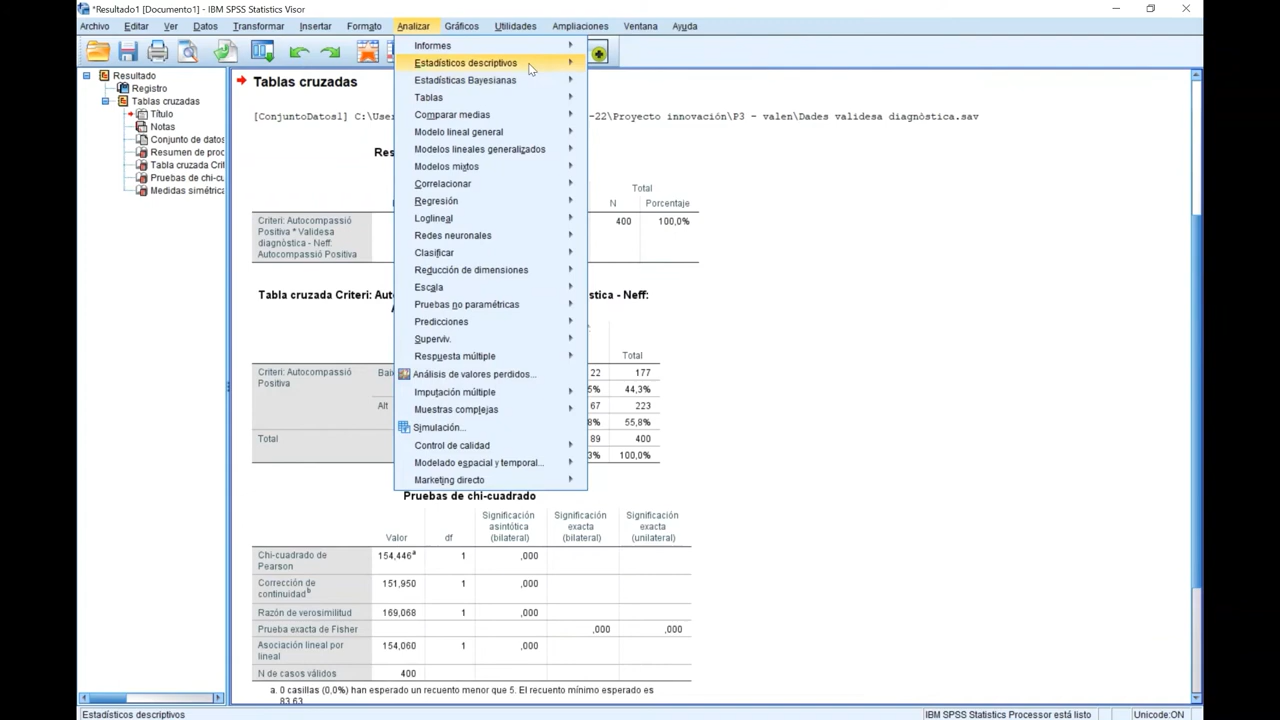 *Resultado1 [Documento1] - IBM SPSS Statistics Visor
Archivo Editar Ver Datos Transformar Insertar Formato Analizar Gráficos Utilidades Ampliaciones Ventana Ayuda
Resultado
Registro
Tablas cruzadas
Título
Notas
Conjunto de datos
Resumen de proc
Tabla cruzada Crit
Pruebas de chi-cu
Medidas simétrica
Informes
Estadísticos descriptivos
Estadísticas Bayesianas
Tablas
Comparar medias
Modelo lineal general
Modelos lineales generalizados
Modelos mixtos
Correlacionar
Regresión
Loglineal
Redes neuronales
Clasificar
Reducción de dimensiones
Escala
Pruebas no paramétricas
Predicciones
Superviv.
Respuesta múltiple
Análisis de valores perdidos...
Imputación múltiple
Muestras complejas
Simulación...
Control de calidad
Modelado espacial y temporal...
Marketing directo
Tablas cruzadas
[ConjuntoDatos1] C:\User -22\Proyecto innovación\P3 - valen\Dades validesa diagnòstica.sav
Res
Total
N Porcentaje
Criteri: Autocompassió
Positiva * Validesa
diagnòstica - Neff:
Autocompassió Positiva
400 100,0%
Tabla cruzada Criteri: Aut stica - Neff:
Total
Criteri: Autocompassió
Positiva
Baix 22 177
5% 44,3%
Alt 67 223
8% 55,8%
Total 89 400
3% 100,0%
Pruebas de chi-cuadrado
Valor df Significación asintótica (bilateral) Significación exacta (bilateral) Significación exacta (unilateral)
Chi-cuadrado de
Pearson
154,446a 1 ,000
Corrección de
continuidadb
151,950 1 ,000
Razón de verosimilitud 169,068 1 ,000
Prueba exacta de Fisher ,000 ,000
Asociación lineal por
lineal
154,060 1 ,000
N de casos válidos 400
a. 0 casillas (0,0%) han esperado un recuento menor que 5. El recuento mínimo esperado es
83,63
Estadísticos descriptivos
IBM SPSS Statistics Processor está listo
Unicode:ON